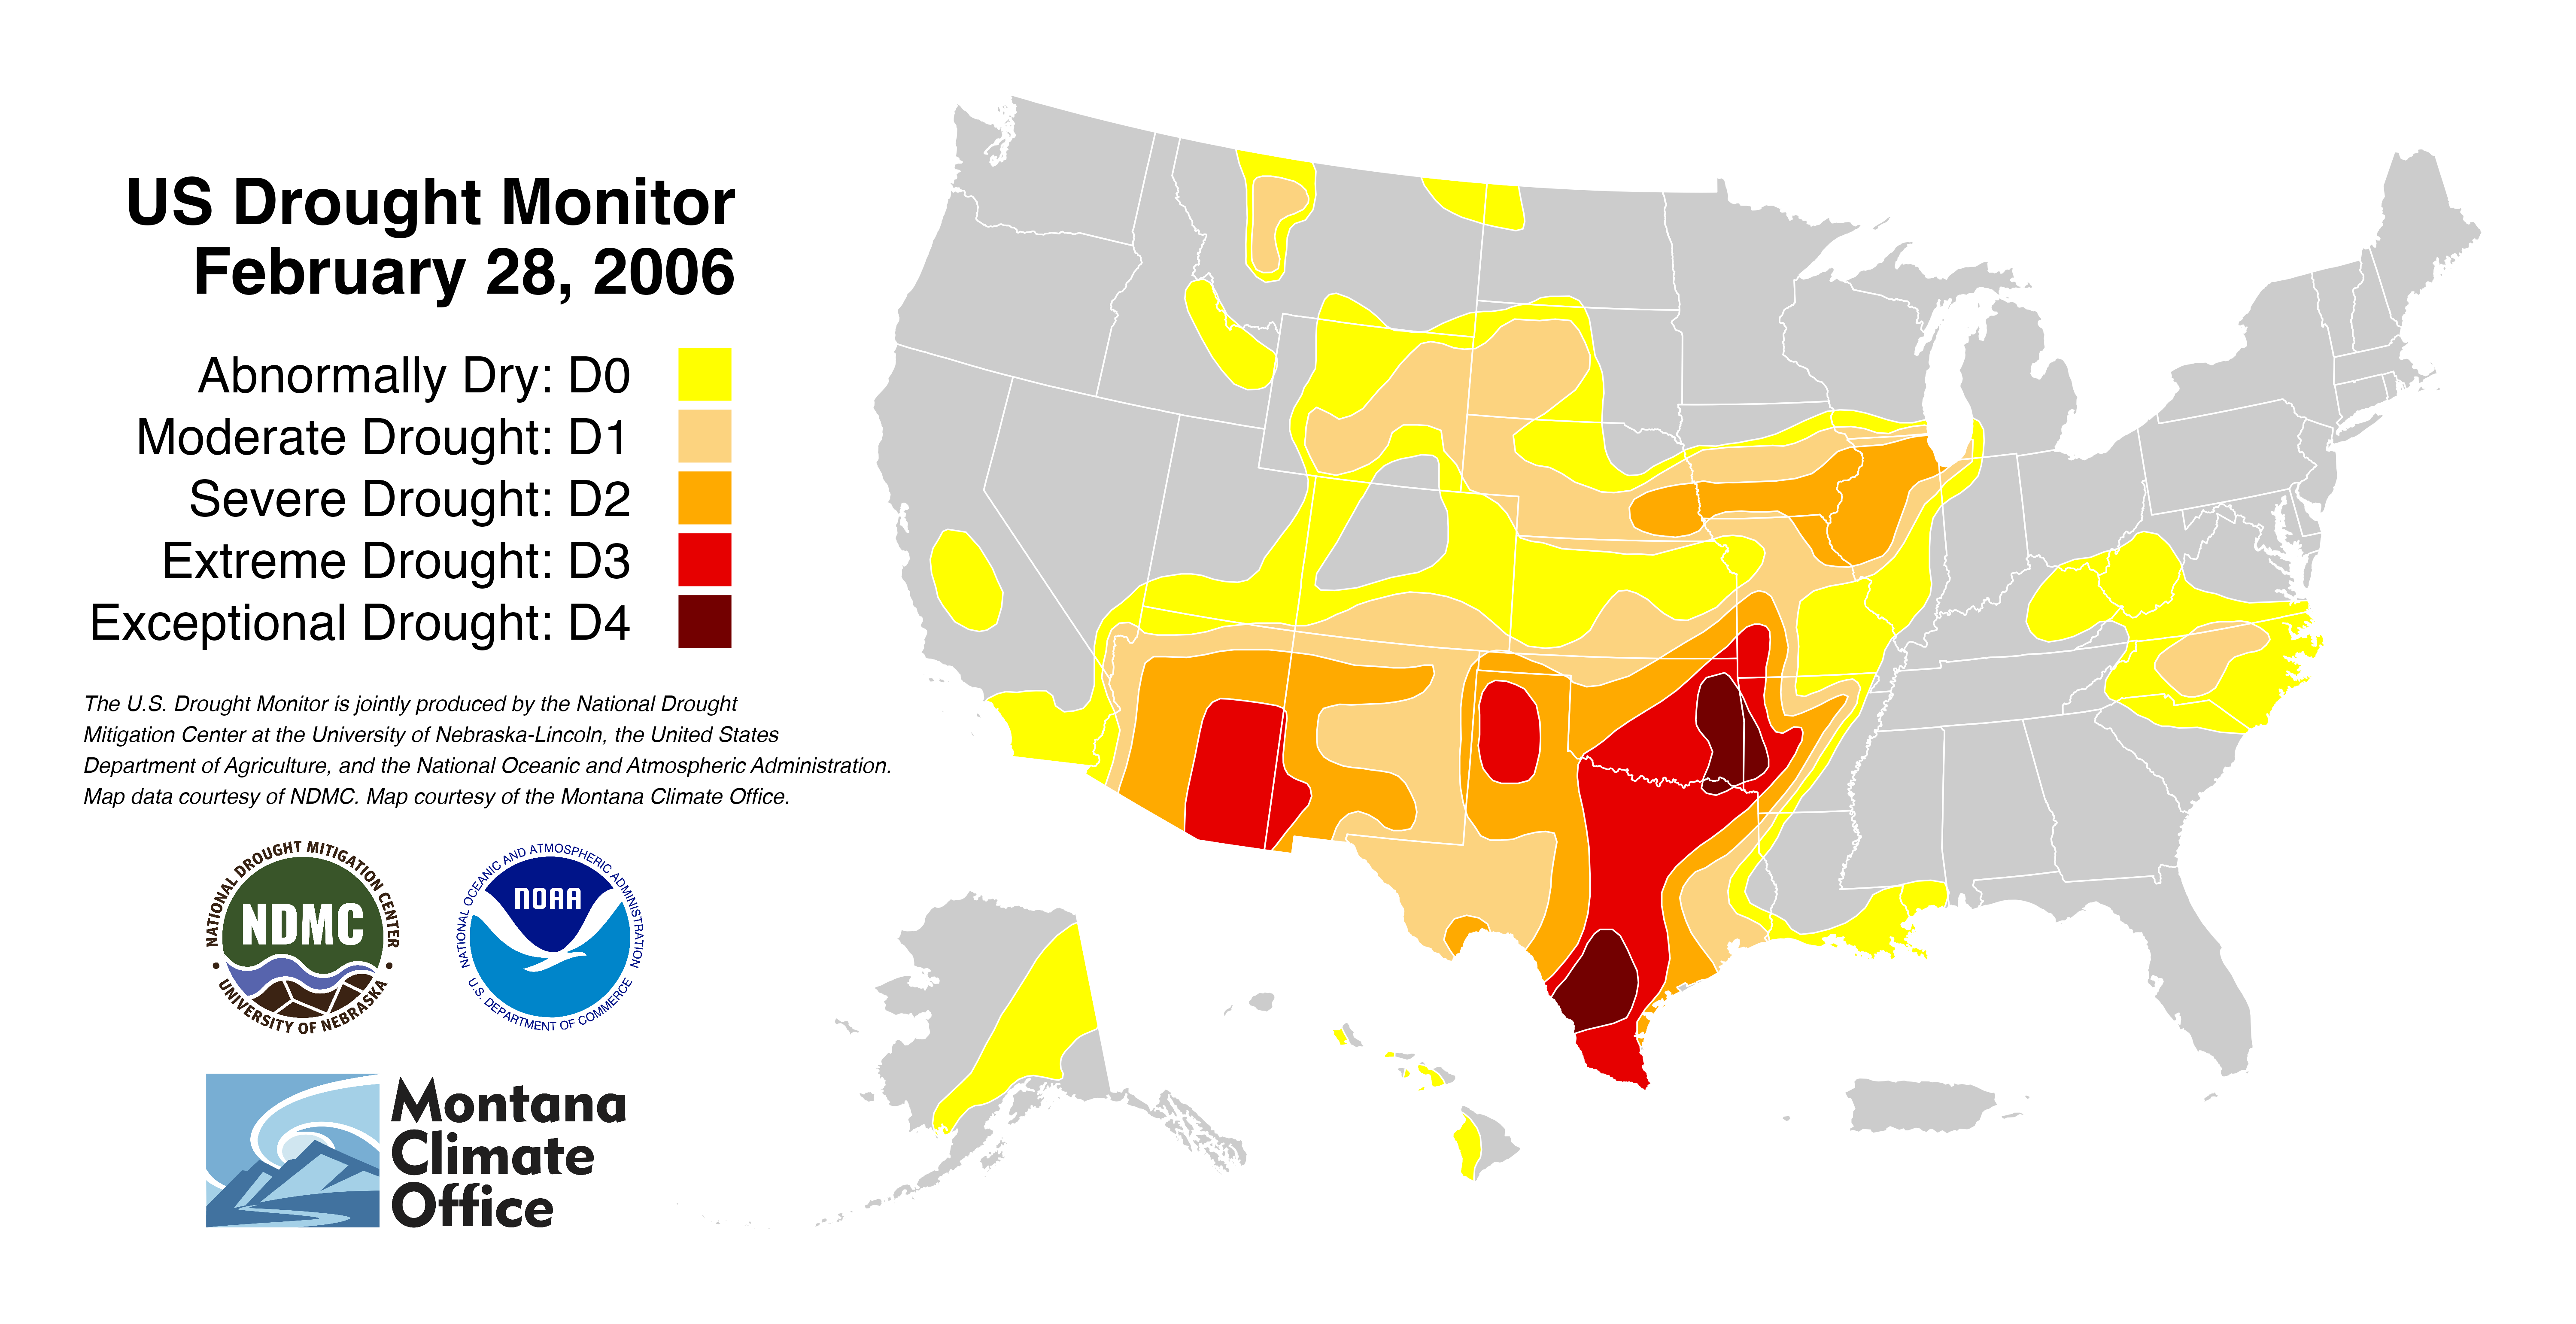 US Drought Monitor
February 28, 2006
Abnormally Dry: D0
Moderate Drought: D1
Severe Drought: D2
Extreme Drought: D3
Exceptional Drought: D4
The U.S. Drought Monitor is jointly produced by the National Drought
Mitigation Center at the University of Nebraska-Lincoln, the United States
Department of Agriculture, and the National Oceanic and Atmospheric Administration.
Map data courtesy of NDMC. Map courtesy of the Montana Climate Office.
NATIONAL DROUGHT MITIGATION CENTER
NDMC
UNIVERSITY OF NEBRASKA
NATIONAL OCEANIC AND ATMOSPHERIC ADMINISTRATION
NOAA
U.S. DEPARTMENT OF COMMERCE
Montana
Climate
Office